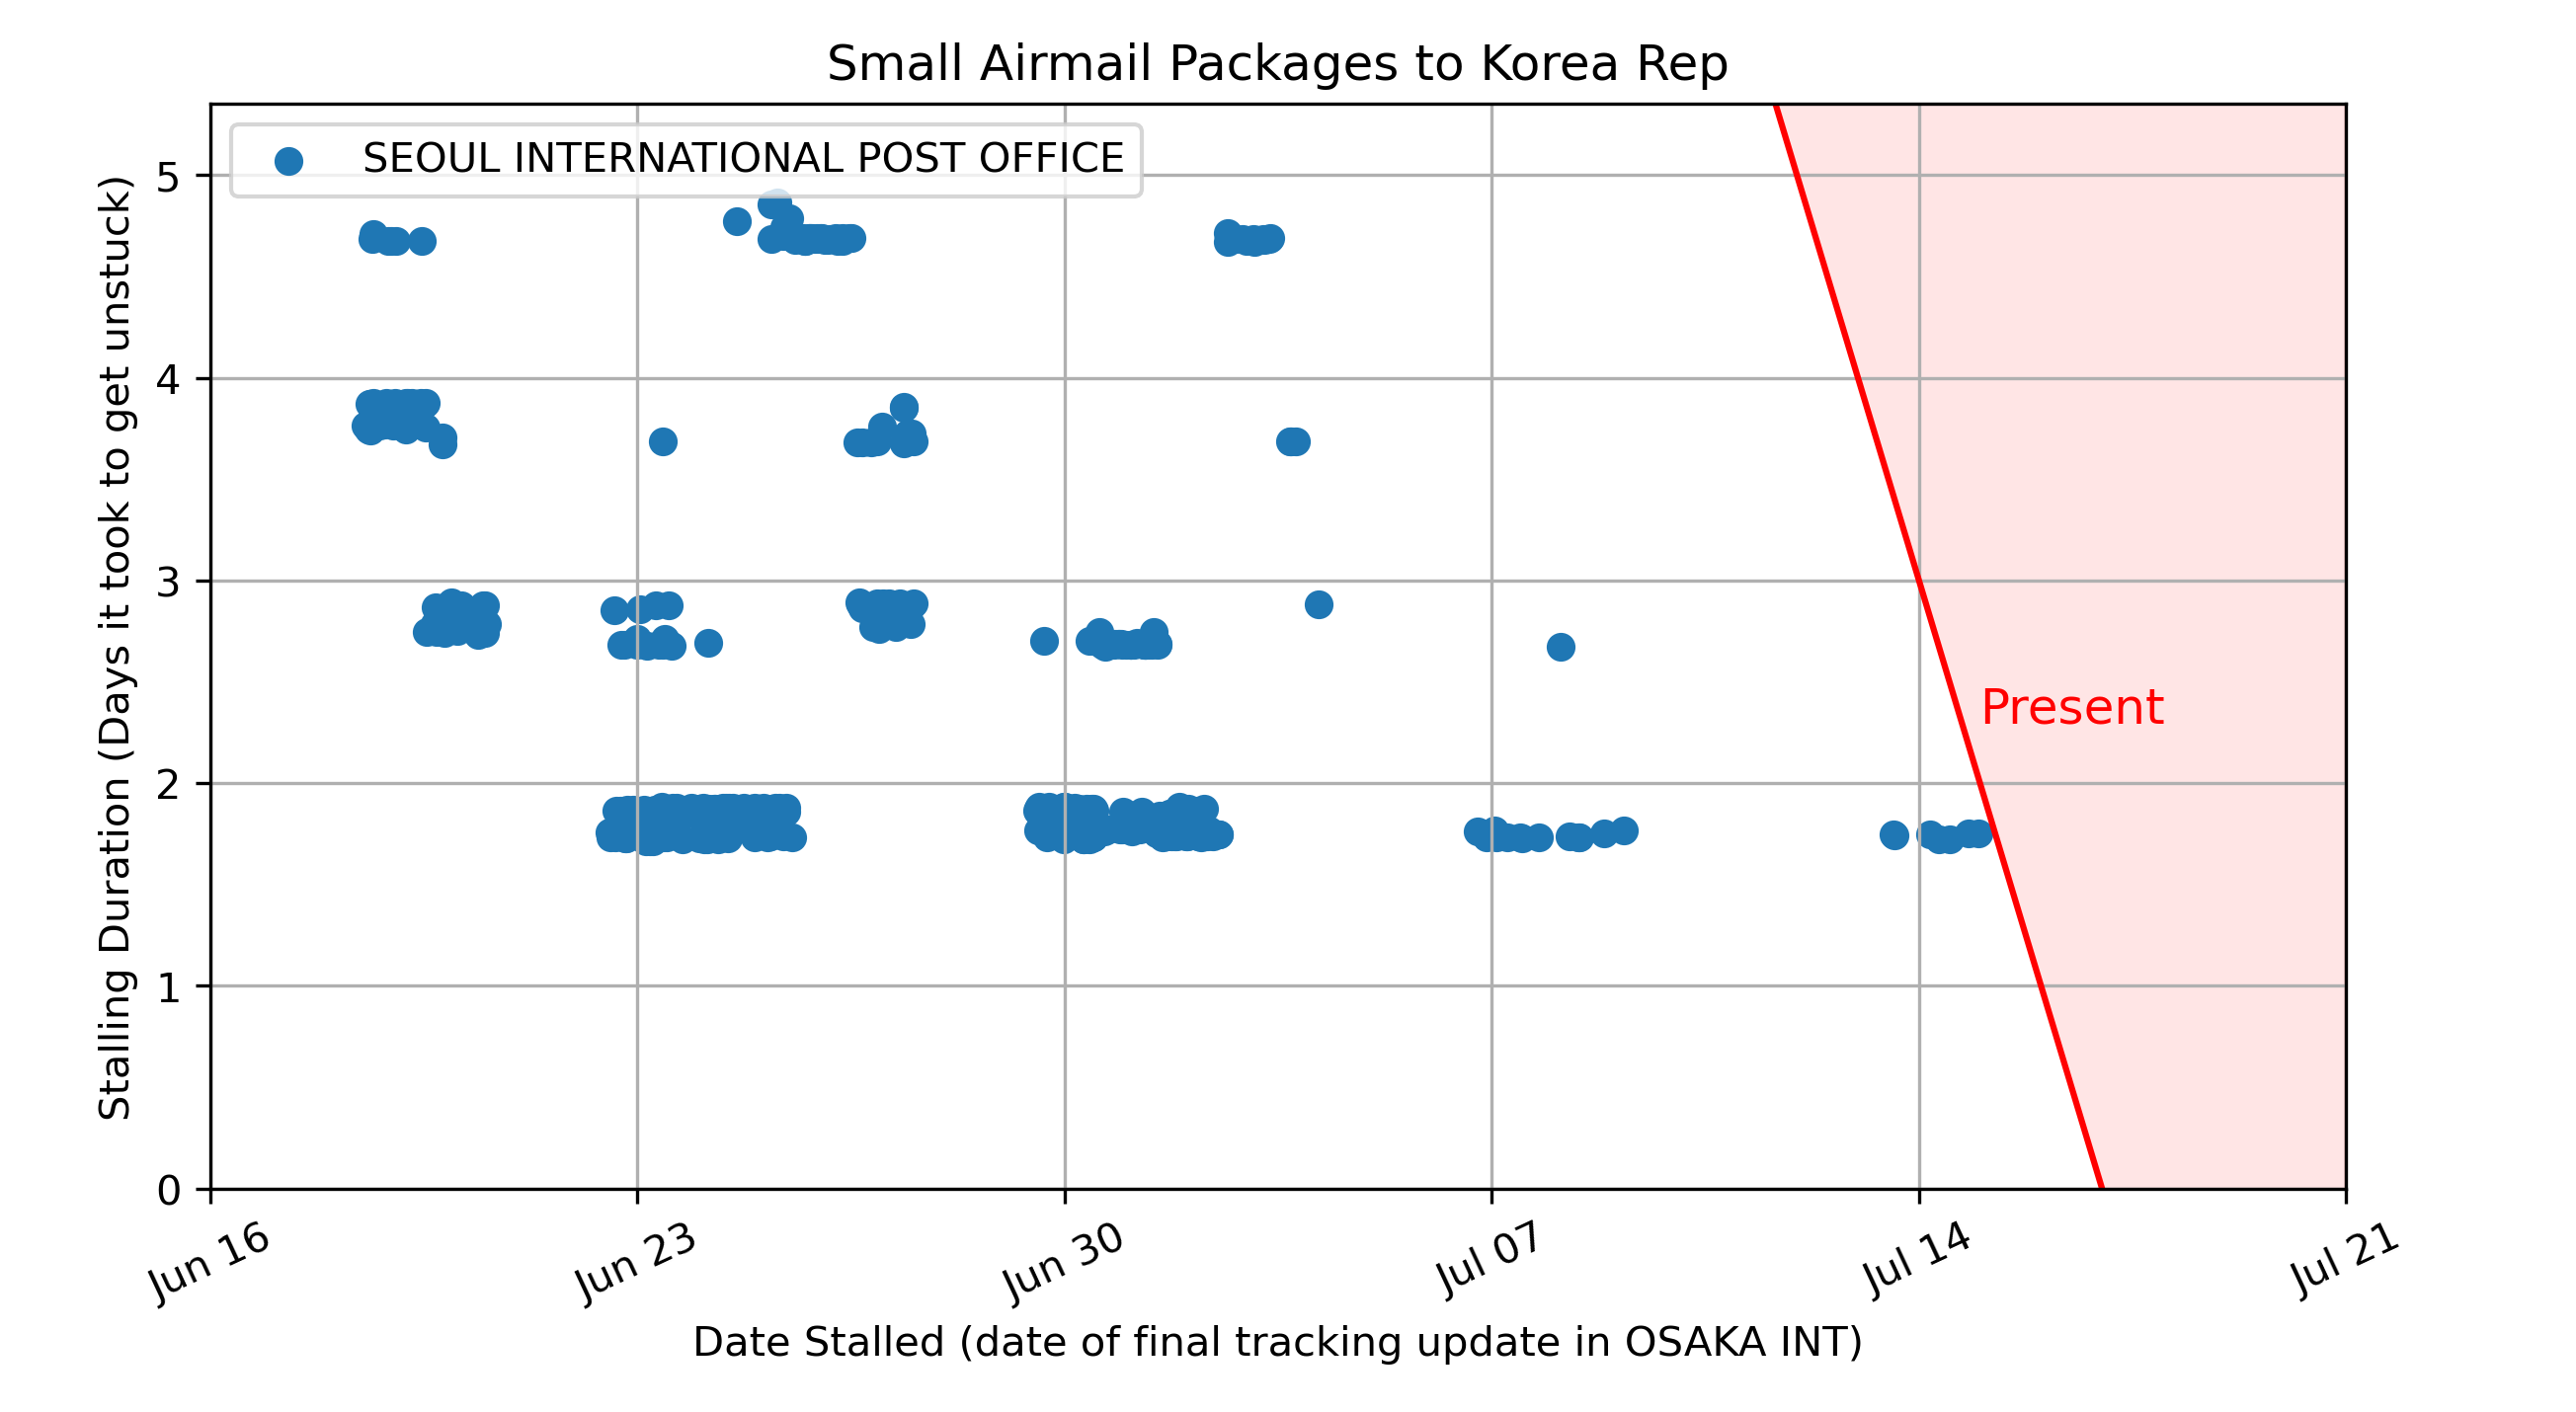 Small Airmail Packages to Korea Rep
SEOUL INTERNATIONAL POST OFFICE
Stalling Duration (Days it took to get unstuck)
5
4
3
2
1
0
Present
Jun 16
Jun 23
Jun 30
Jul 07
Jul 14
Jul 21
Date Stalled (date of final tracking update in OSAKA INT)